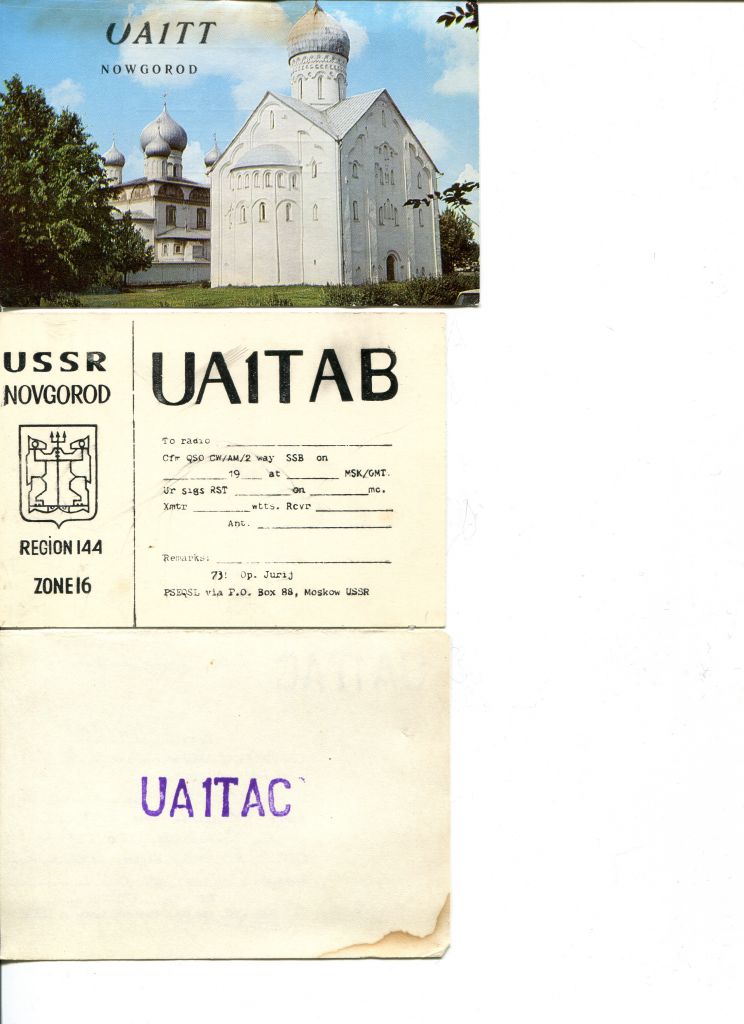 UA1TT
NOWGOROD
USSR
NOVGOROD
REGION 144
ZONE 16
UA1TAB
To radio
Cfm QSO CW/AM/2 way SSB on
19 at MSK/GMT.
Ur sigs RST on mc.
Xmtr wtts. Rcvr
Ant.
Remarks:
73! Op. Jurij
PSEQSL via P.O. Box 88, Moskow USSR
UA1TAC